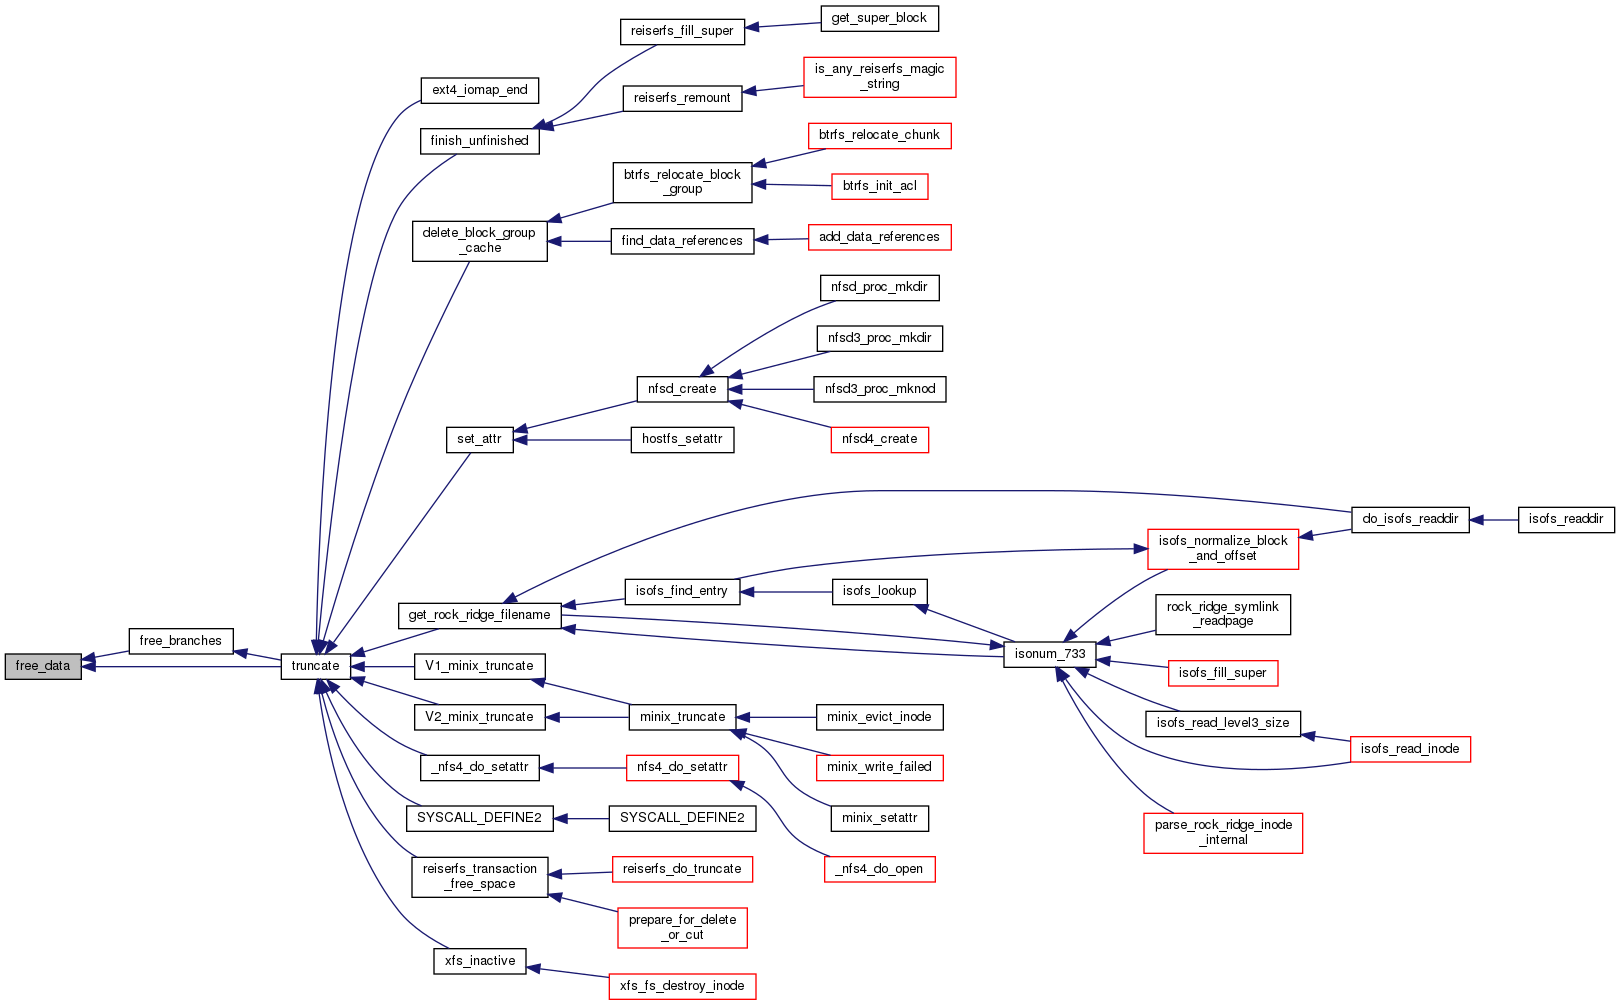 get_super_block
reiserfs_fill_super
is_any_reiserfs_magic
_string
ext4_iomap_end
reiserfs_remount
finish_unfinished
btrfs_relocate_chunk
btrfs_relocate_block
_group
btrfs_init_acl
delete_block_group
_cache
find_data_references
add_data_references
nfsd_proc_mkdir
nfsd3_proc_mkdir
nfsd_create
nfsd3_proc_mknod
set_attr
hostfs_setattr
nfsd4_create
do_isofs_readdir
isofs_readdir
isofs_normalize_block
_and_offset
isofs_find_entry
isofs_lookup
get_rock_ridge_filename
rock_ridge_symlink
_readpage
free_branches
isonum_733
free_data
truncate
V1_minix_truncate
isofs_fill_super
V2_minix_truncate
minix_truncate
minix_evict_inode
isofs_read_level3_size
isofs_read_inode
_nfs4_do_setattr
nfs4_do_setattr
minix_write_failed
SYSCALL_DEFINE2
SYSCALL_DEFINE2
minix_setattr
parse_rock_ridge_inode
_internal
reiserfs_transaction
_free_space
reiserfs_do_truncate
_nfs4_do_open
prepare_for_delete
_or_cut
xfs_inactive
xfs_fs_destroy_inode